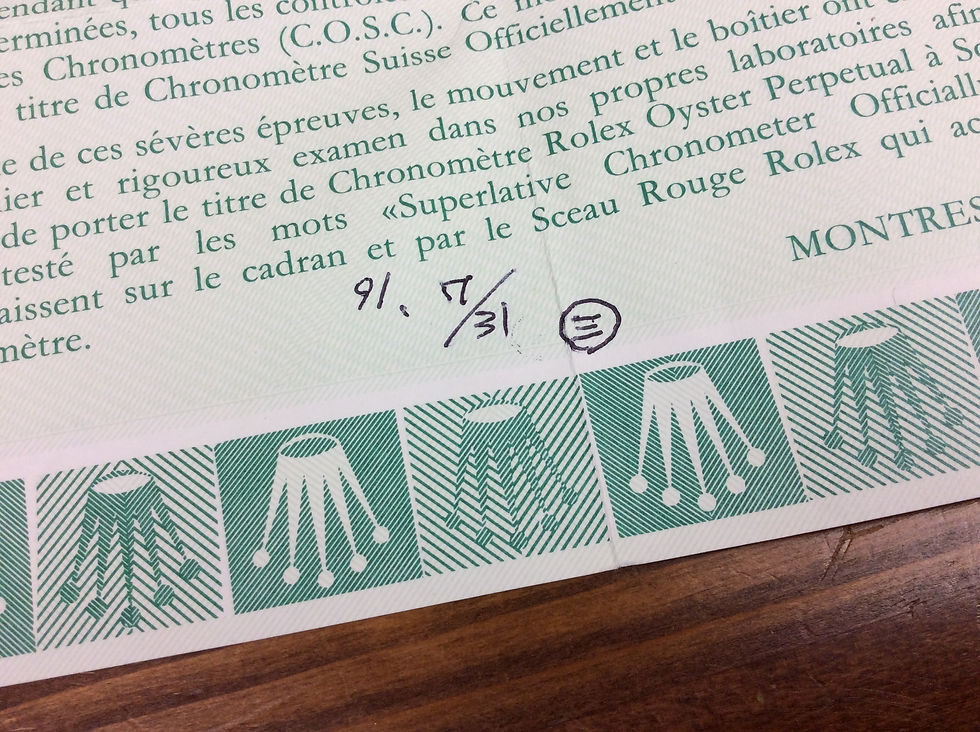 tous les
erminées, tous les
es Chronomètres (C.O.S.C.). Ce
titre de Chronomètre Suisse Officiellement
e de ces sévères épreuves, le mouvement et le boîtier ont
ier et rigoureux examen dans nos propres laboratoires afi
de porter le titre de Chronomètre Rolex Oyster Perpetual à
testé par les mots «Superlative Chronometer Officiall
aissent sur le cadran et par le Sceau Rouge Rolex qui ac
mètre.
MONTRES
91. 7/31 三